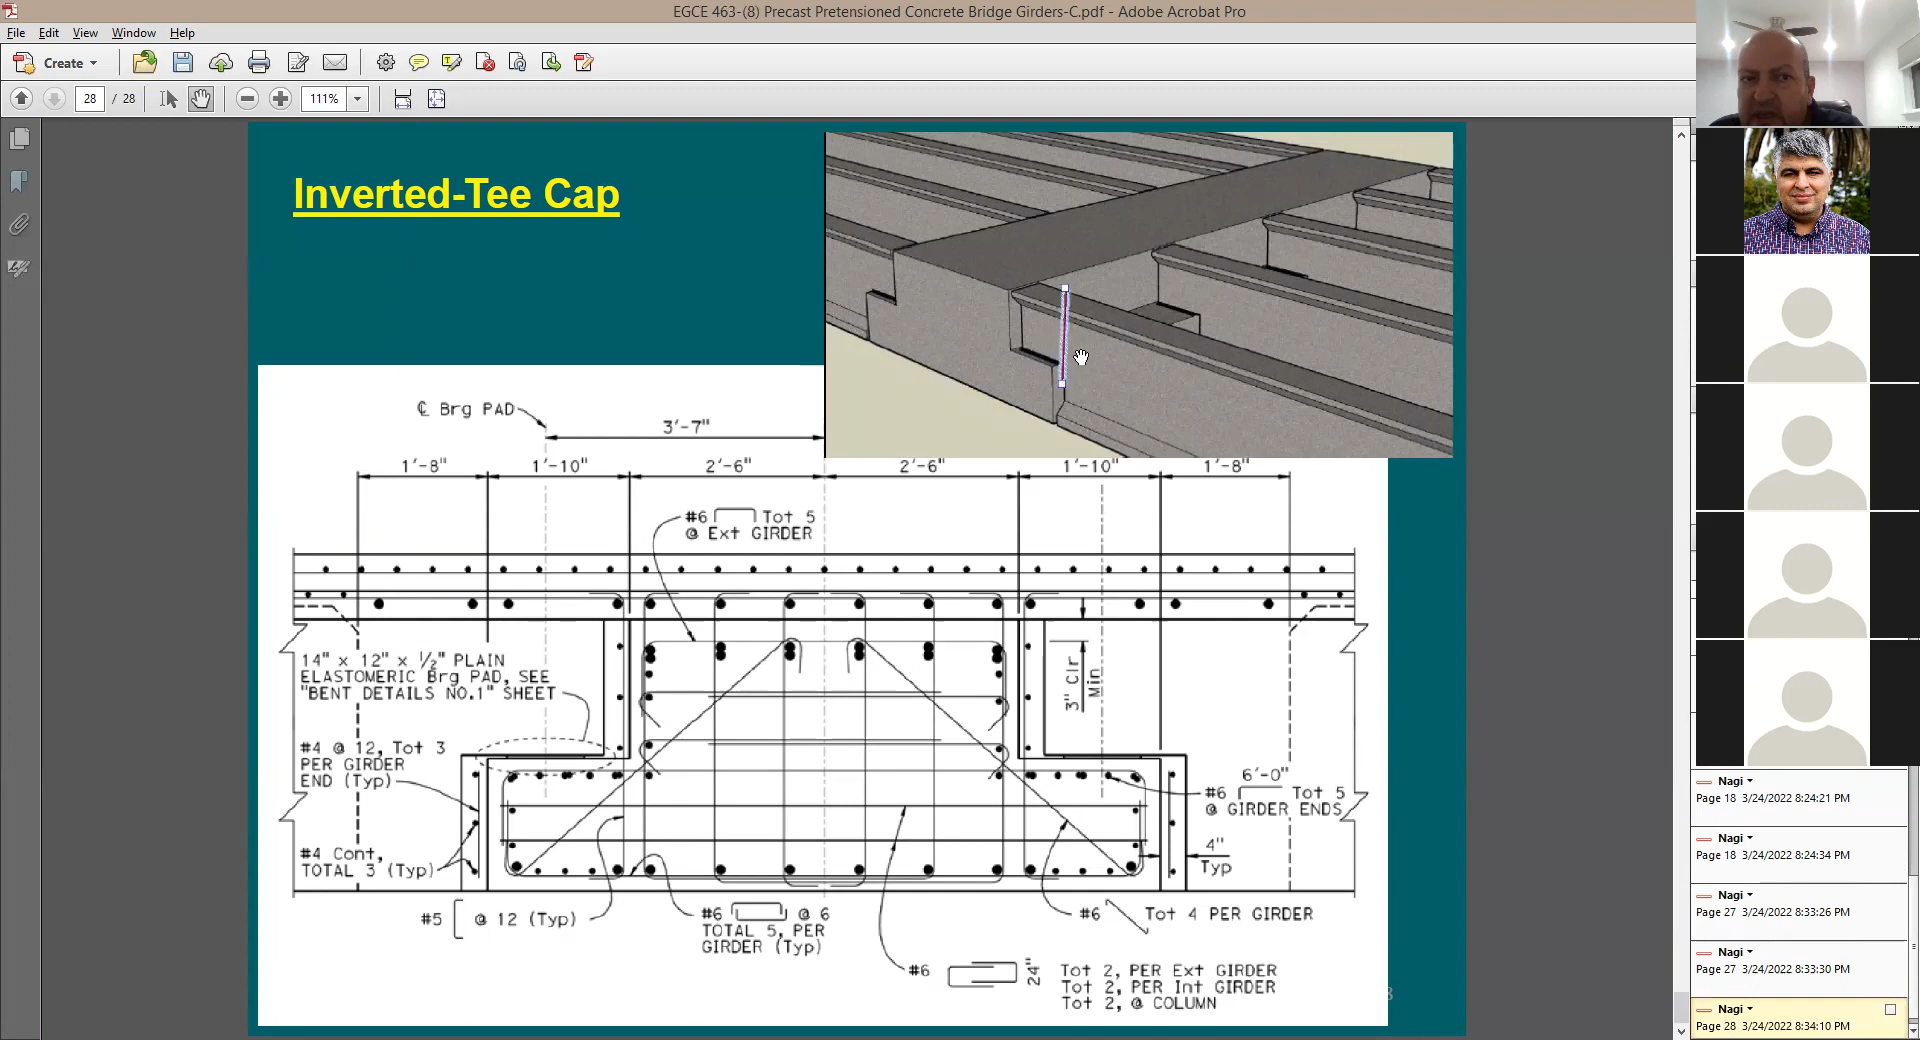 EGCE 463-(8) Precast Pretensioned Concrete Bridge Girders-C.pdf - Adobe Acrobat Pro
File Edit View Window Help
Create
28 / 28
111%
Inverted-Tee Cap
℄ Brg PAD
3'-7"
1'-8"
1'-10"
2'-6"
2'-6"
1'-10"
1'-8"
#6 Tot 5
@ Ext GIRDER
14" x 12" x 1/2" PLAIN
ELASTOMERIC Brg PAD, SEE
"BENT DETAILS NO.1" SHEET
3" Clr
Min
#4 @ 12, Tot 3
PER GIRDER
END (Typ)
6'-0"
#6 Tot 5
@ GIRDER ENDS
#4 Cont,
TOTAL 3 (Typ)
4"
Typ
#5 @ 12 (Typ)
#6 @ 6
TOTAL 5, PER
GIRDER (Typ)
#6 Tot 4 PER GIRDER
#6 24" Tot 2, PER Ext GIRDER
Tot 2, PER Int GIRDER
Tot 2, @ COLUMN
8
Nagi
Page 18 3/24/2022 8:24:21 PM
Nagi
Page 18 3/24/2022 8:24:34 PM
Nagi
Page 27 3/24/2022 8:33:26 PM
Nagi
Page 27 3/24/2022 8:33:30 PM
Nagi
Page 28 3/24/2022 8:34:10 PM